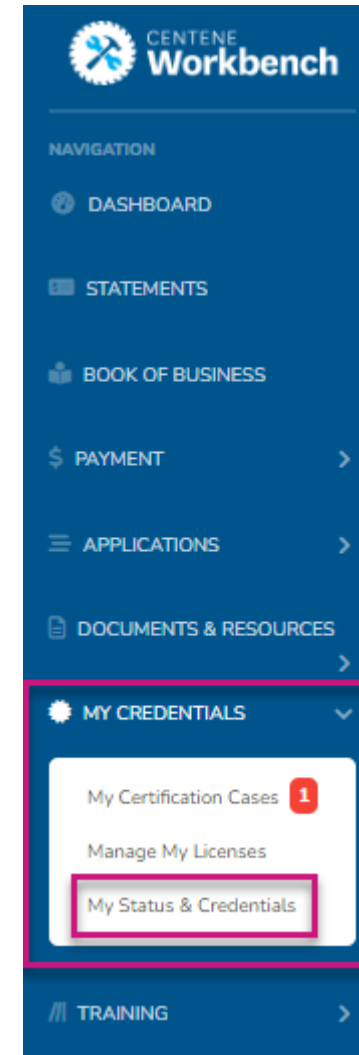 CENTENE
Workbench
NAVIGATION
DASHBOARD
STATEMENTS
BOOK OF BUSINESS
$ PAYMENT
APPLICATIONS
DOCUMENTS & RESOURCES
MY CREDENTIALS
My Certification Cases 1
Manage My Licenses
My Status & Credentials
TRAINING